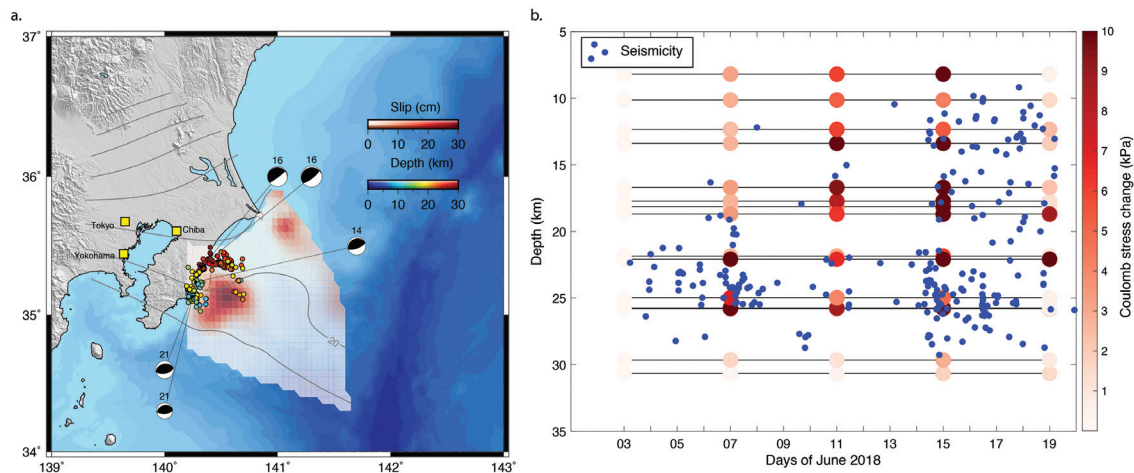 a.
37°
36°
35°
34°
139°
140°
141°
142°
143°
Slip (cm)
0 10 20 30
Depth (km)
0 10 20 30
16 16
14
21
21
Tokyo
Chiba
Yokohama
20
b.
Seismicity
5
10
15
20
25
30
35
Depth (km)
03 05 07 09 11 13 15 17 19
Days of June 2018
10
9
8
7
6
5
4
3
2
1
Coulomb stress change (kPa)